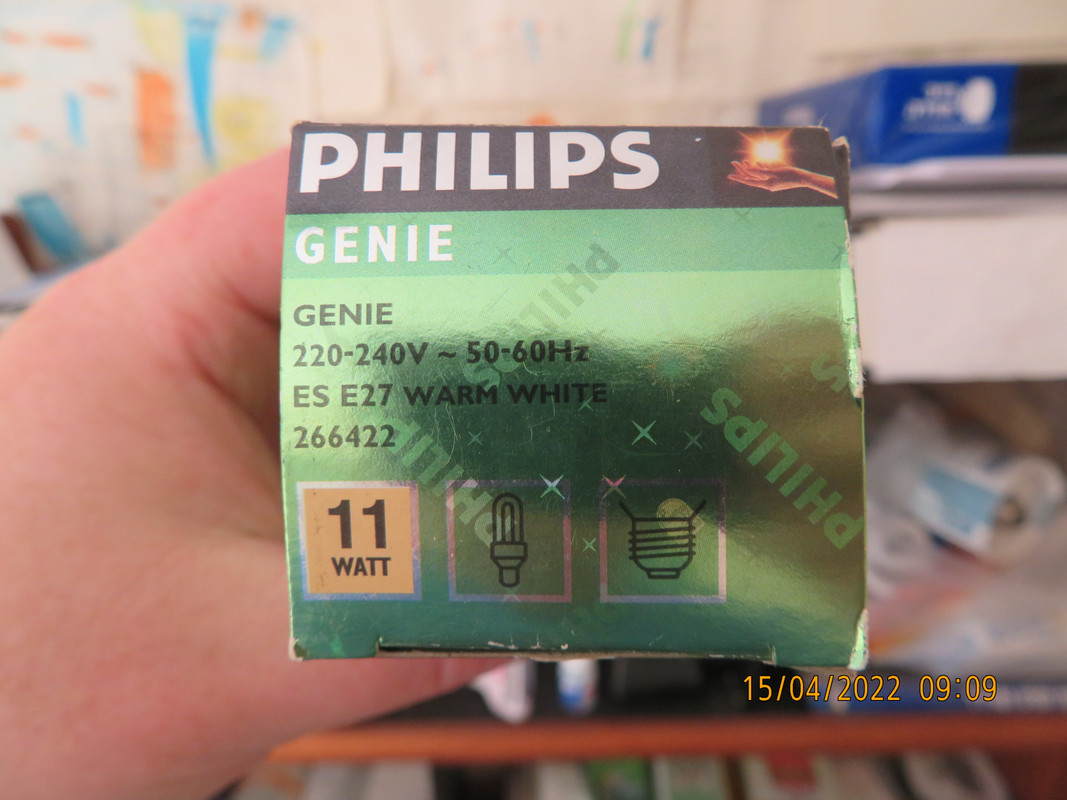 PHILIPS
GENIE
GENIE
220-240V ~ 50-60Hz
ES E27 WARM WHITE
266422
11
WATT
PHILIPS
PHILIPS
PHILIPS
15/04/2022 09:09